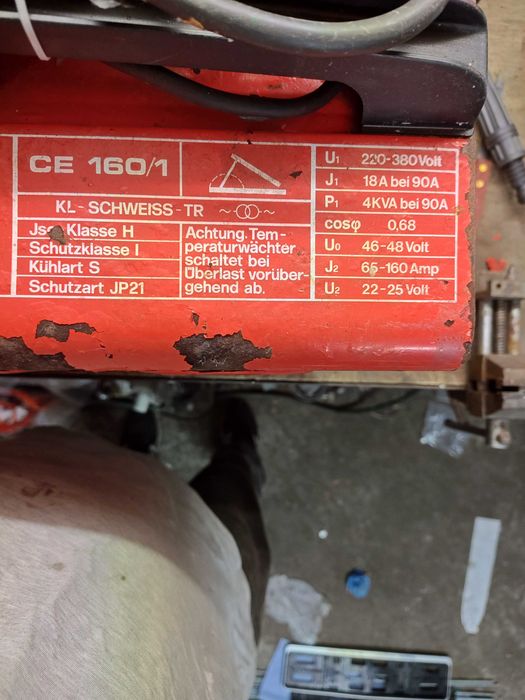 CE 160/1
KL-SCHWEISS-TR
Jso Klasse H
Schutzklasse I
Kühlart S
Schutzart JP21
Achtung. Tem-
peraturwächter
schaltet bei
Überlast vorüber-
gehend ab.
U1 220-380 Volt
J1 18A bei 90A
P1 4KVA bei 90A
cosφ 0,68
U0 46-48 Volt
J2 65-160 Amp
U2 22-25 Volt